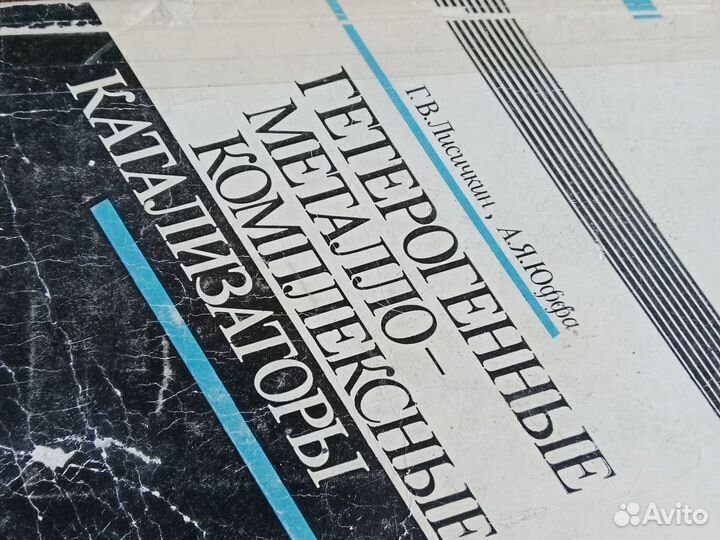 Г.В.Лисичкин, А.Я.Юффа
ГЕТЕРОГЕННЫЕ
МЕТАЛЛО-
КОМПЛЕКСНЫЕ
КАТАЛИЗАТОРЫ
Avito